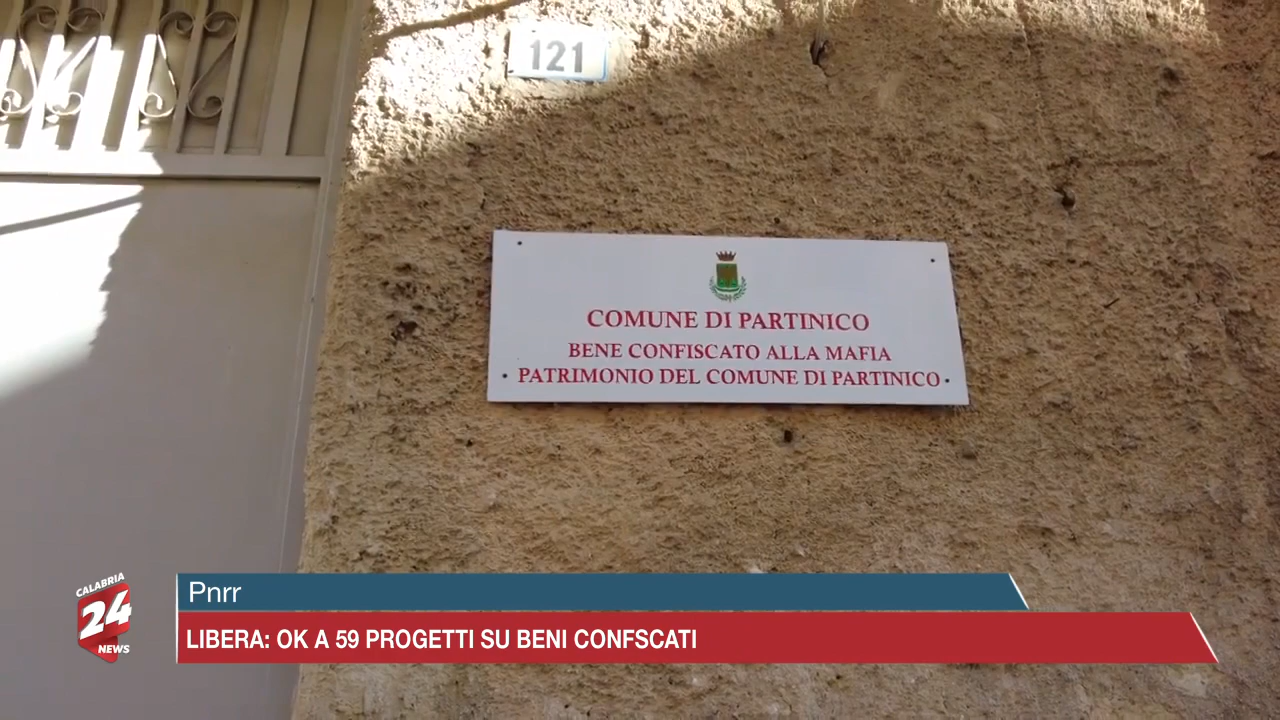 121
COMUNE DI PARTINICO
BENE CONFISCATO ALLA MAFIA
PATRIMONIO DEL COMUNE DI PARTINICO
Pnrr
CALABRIA
24
NEWS
LIBERA: OK A 59 PROGETTI SU BENI CONFSCATI